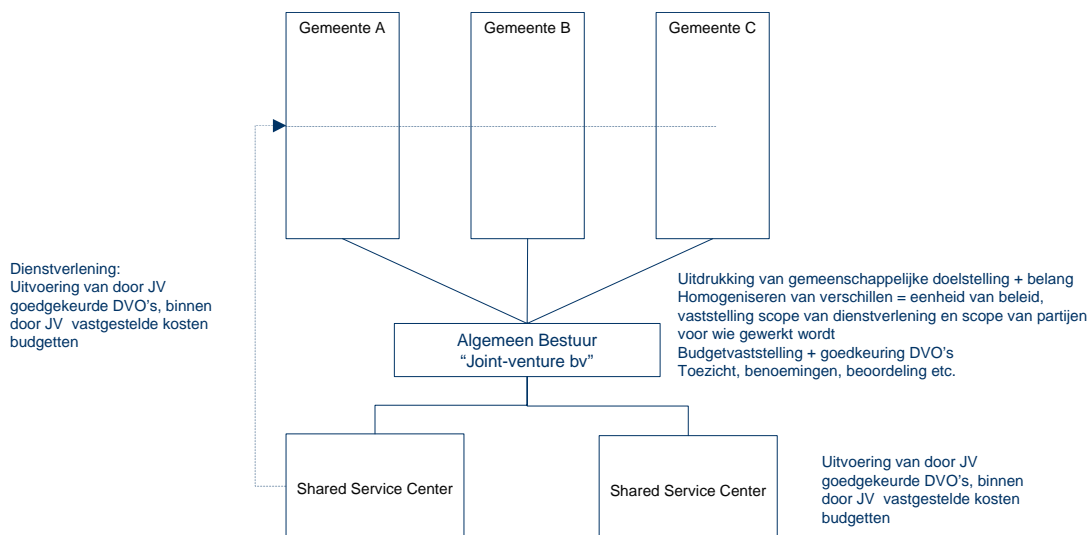 Gemeente A
Gemeente B
Gemeente C
Dienstverlening:
Uitvoering van door JV
goedgekeurde DVO's, binnen
door JV vastgestelde kosten
budgetten
Uitdrukking van gemeenschappelijke doelstelling + belang
Homogeniseren van verschillen = eenheid van beleid,
vaststelling scope van dienstverlening en scope van partijen
voor wie gewerkt wordt
Budgetvaststelling + goedkeuring DVO's
Toezicht, benoemingen, beoordeling etc.
Algemeen Bestuur
“Joint-venture bv”
Shared Service Center
Shared Service Center
Uitvoering van door JV
goedgekeurde DVO's, binnen
door JV vastgestelde kosten
budgetten